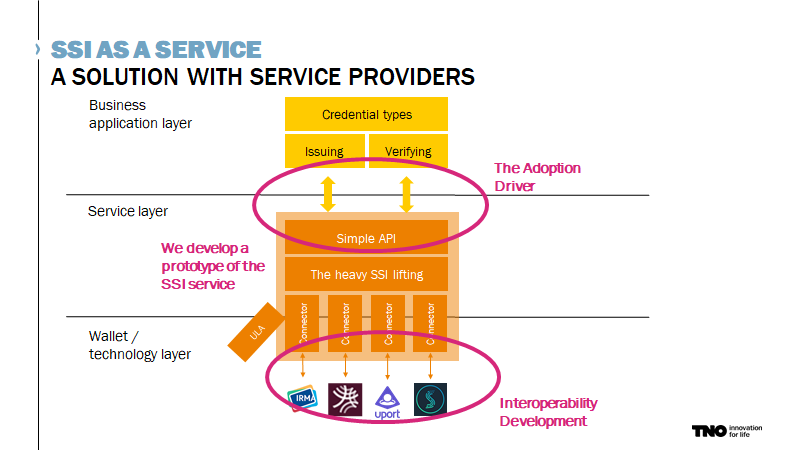 SSI AS A SERVICE
A SOLUTION WITH SERVICE PROVIDERS
Business
application layer
Credential types
Issuing
Verifying
The Adoption
Driver
Service layer
Simple API
We develop a
prototype of the
SSI service
The heavy SSI lifting
Connector
Connector
Connector
Connector
ULA
Wallet /
technology layer
IRMA
uport
Interoperability
Development
TNO innovation
for life